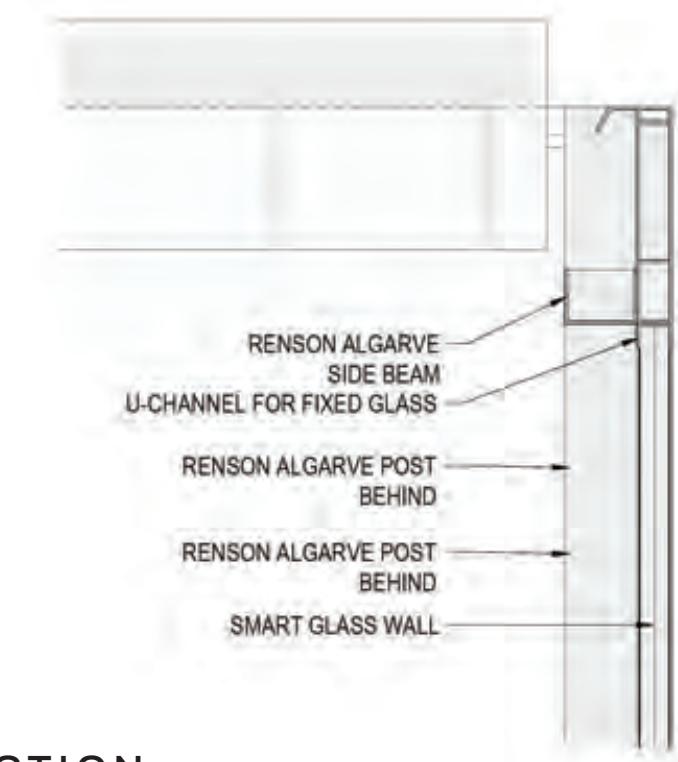 RENSON ALGARVE
SIDE BEAM
U-CHANNEL FOR FIXED GLASS
RENSON ALGARVE POST
BEHIND
RENSON ALGARVE POST
BEHIND
SMART GLASS WALL